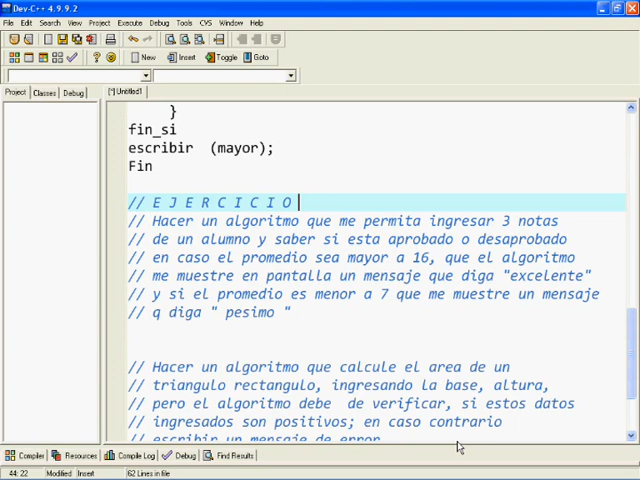 Dev-C++ 4.9.9.2
File Edit Search View Project Execute Debug Tools CVS Window Help
New Insert Toggle Goto
Project Classes Debug [*] Untitled1
}
fin_si
escribir (mayor);
Fin
// E J E R C I C I O
// Hacer un algoritmo que me permita ingresar 3 notas
// de un alumno y saber si esta aprobado o desaprobado
// en caso el promedio sea mayor a 16, que el algoritmo
// me muestre en pantalla un mensaje que diga "excelente"
// y si el promedio es menor a 7 que me muestre un mensaje
// q diga " pesimo "
// Hacer un algoritmo que calcule el area de un
// triangulo rectangulo, ingresando la base, altura,
// pero el algoritmo debe de verificar, si estos datos
// ingresados son positivos; en caso contrario
// escribir un mensaje de error
Compiler Resources Compile Log Debug Find Results
44: 22 Modified Insert 62 Lines in file